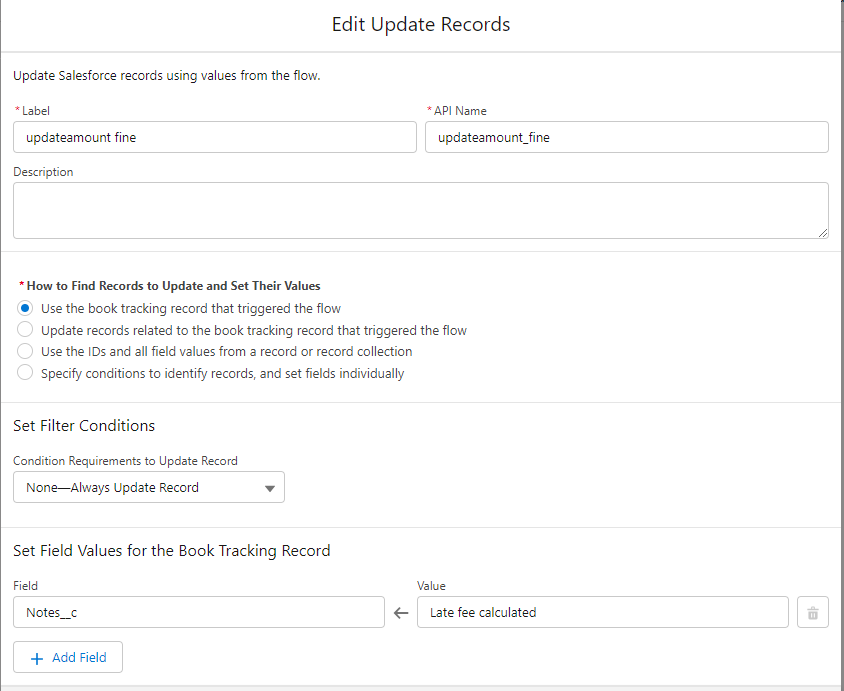 Edit Update Records
Update Salesforce records using values from the flow.
* Label
* API Name
updateamount fine
updateamount_fine
Description
* How to Find Records to Update and Set Their Values
Use the book tracking record that triggered the flow
Update records related to the book tracking record that triggered the flow
Use the IDs and all field values from a record or record collection
Specify conditions to identify records, and set fields individually
Set Filter Conditions
Condition Requirements to Update Record
None—Always Update Record
Set Field Values for the Book Tracking Record
Field
Value
Notes__c
Late fee calculated
+ Add Field